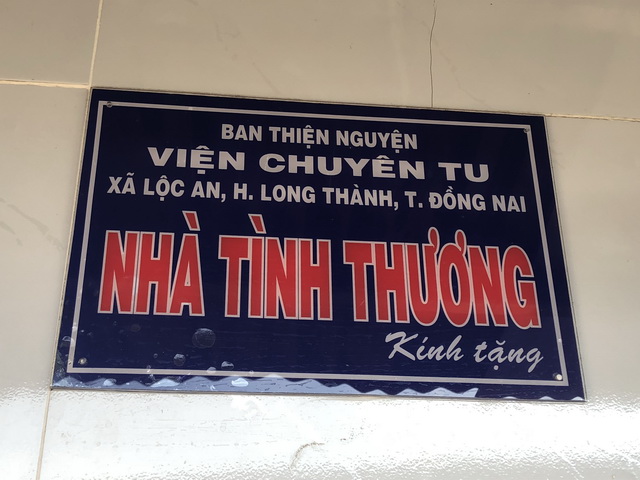 BAN THIỆN NGUYỆN
VIỆN CHUYÊN TU
XÃ LỘC AN, H. LONG THÀNH, T. ĐỒNG NAI
NHÀ TÌNH THƯƠNG
Kính tặng